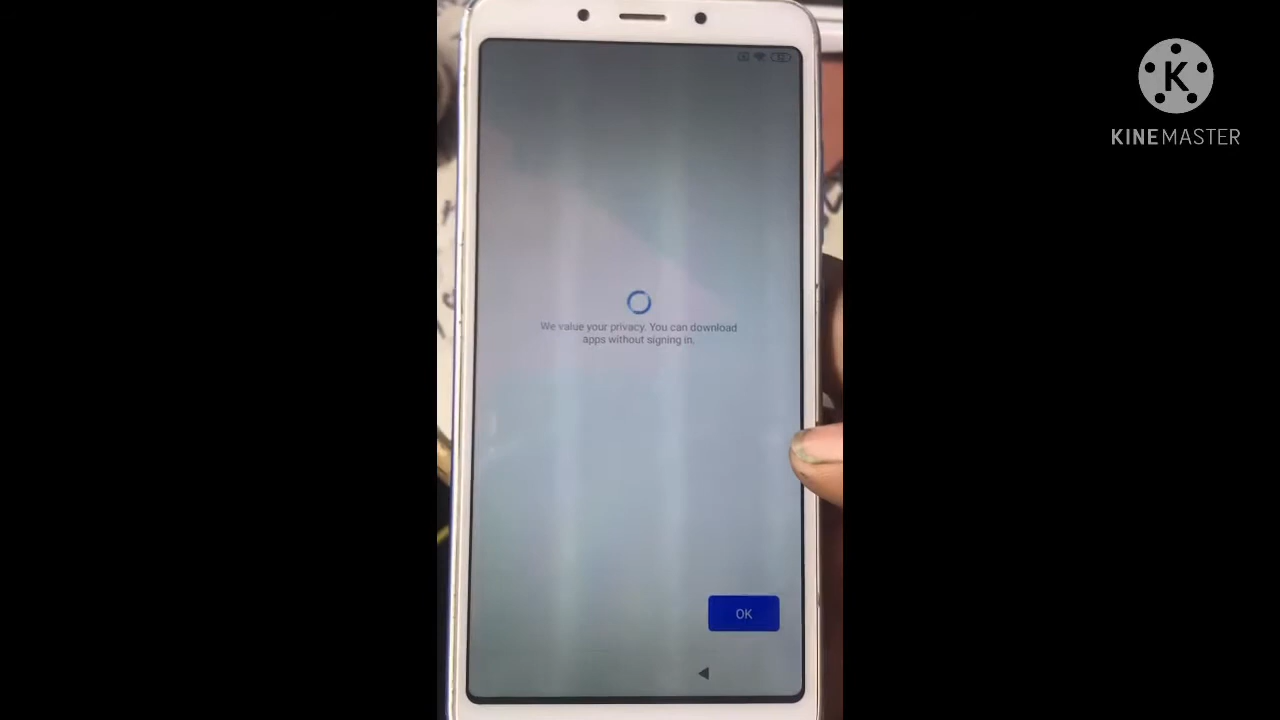 K
KINEMASTER
We value your privacy. You can download
apps without signing in.
OK